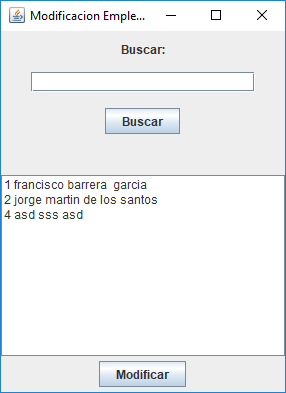 Modificacion Emple...
Buscar:
Buscar
1 francisco barrera  garcia
2 jorge martin de los santos
4 asd sss asd
Modificar